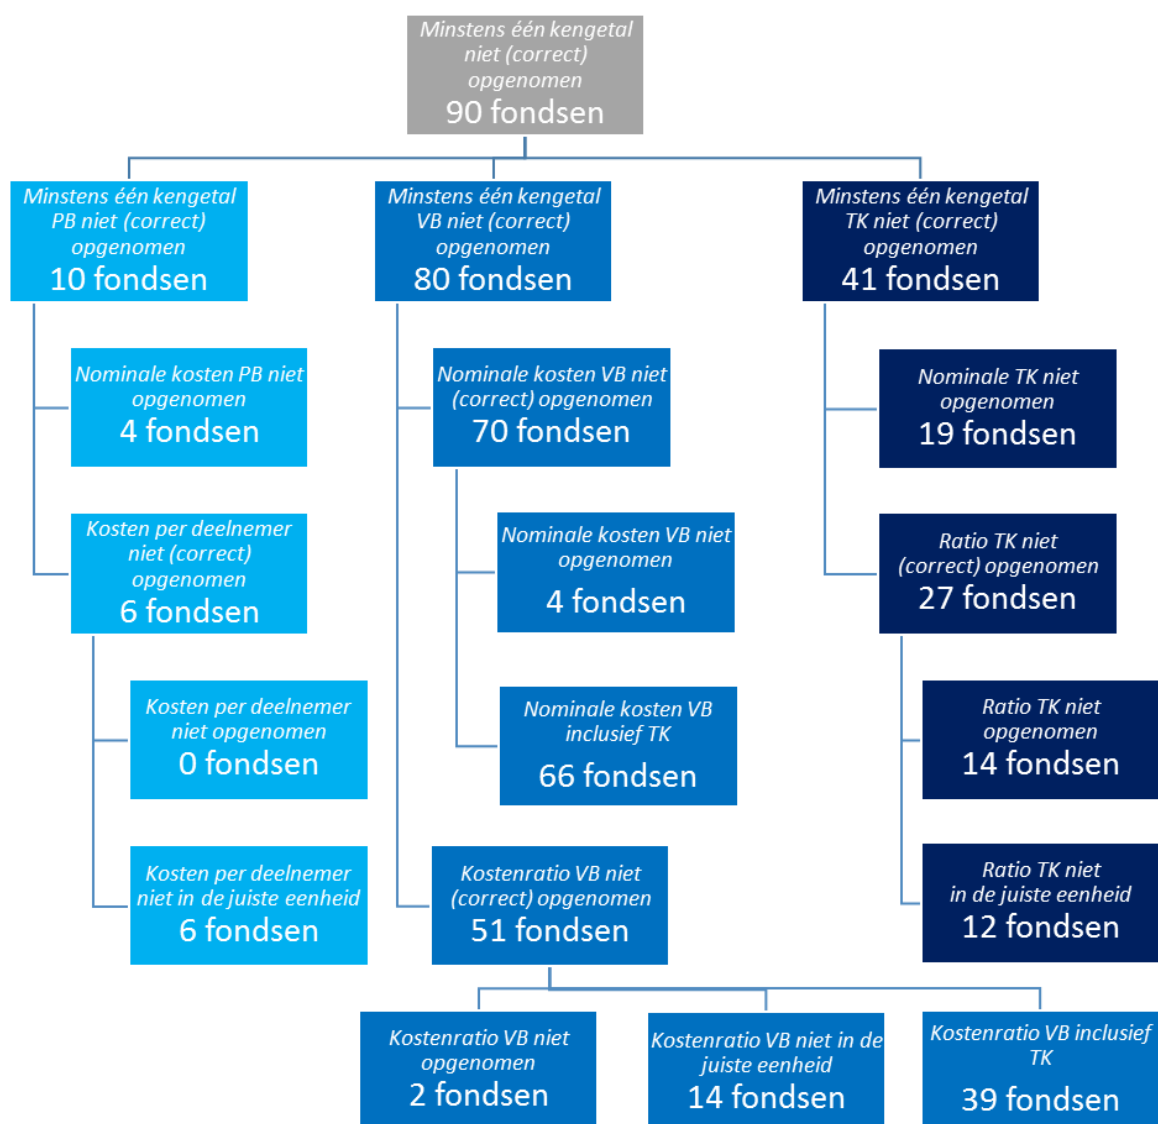 Minstens één kengetal
niet (correct)
opgenomen
90 fondsen
Minstens één kengetal
PB niet (correct)
opgenomen
10 fondsen
Nominale kosten PB niet
opgenomen
4 fondsen
Kosten per deelnemer
niet (correct)
opgenomen
6 fondsen
Kosten per deelnemer
niet opgenomen
0 fondsen
Kosten per deelnemer
niet in de juiste eenheid
6 fondsen
Minstens één kengetal
VB niet (correct)
opgenomen
80 fondsen
Nominale kosten VB niet
(correct) opgenomen
70 fondsen
Nominale kosten VB niet
opgenomen
4 fondsen
Nominale kosten VB
inclusief TK
66 fondsen
Kostenratio VB niet
(correct) opgenomen
51 fondsen
Kostenratio VB niet
opgenomen
2 fondsen
Kostenratio VB niet in de
juiste eenheid
14 fondsen
Kostenratio VB inclusief
TK
39 fondsen
Minstens één kengetal
TK niet (correct)
opgenomen
41 fondsen
Nominale TK niet
opgenomen
19 fondsen
Ratio TK niet
(correct) opgenomen
27 fondsen
Ratio TK niet
opgenomen
14 fondsen
Ratio TK niet
in de juiste eenheid
12 fondsen